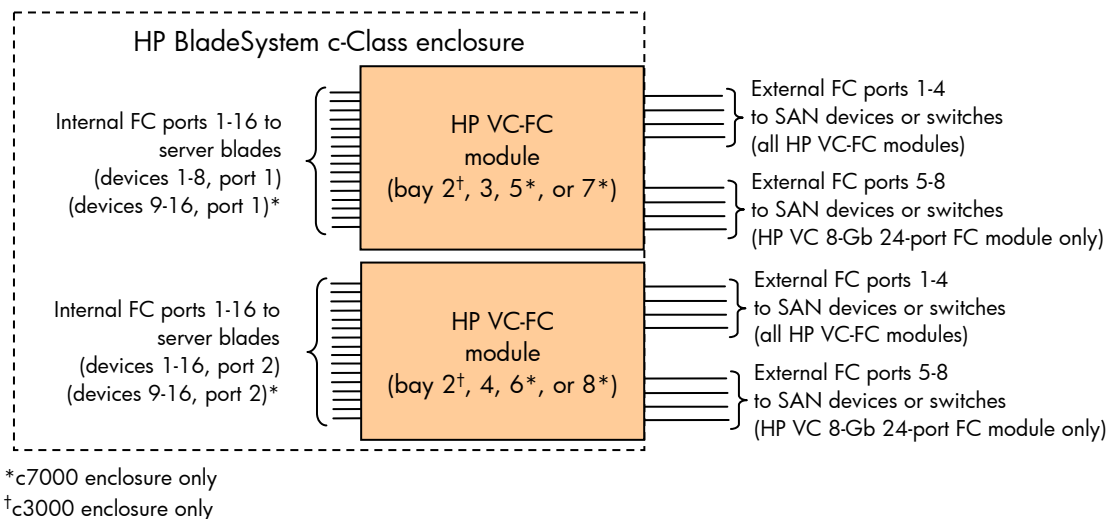 HP BladeSystem c-Class enclosure
Internal FC ports 1-16 to
server blades
(devices 1-8, port 1)
(devices 9-16, port 1)*
HP VC-FC
module
(bay 2†, 3, 5*, or 7*)
External FC ports 1-4
to SAN devices or switches
(all HP VC-FC modules)
External FC ports 5-8
to SAN devices or switches
(HP VC 8-Gb 24-port FC module only)
Internal FC ports 1-16 to
server blades
(devices 1-16, port 2)
(devices 9-16, port 2)*
HP VC-FC
module
(bay 2†, 4, 6*, or 8*)
External FC ports 1-4
to SAN devices or switches
(all HP VC-FC modules)
External FC ports 5-8
to SAN devices or switches
(HP VC 8-Gb 24-port FC module only)
*c7000 enclosure only
†c3000 enclosure only